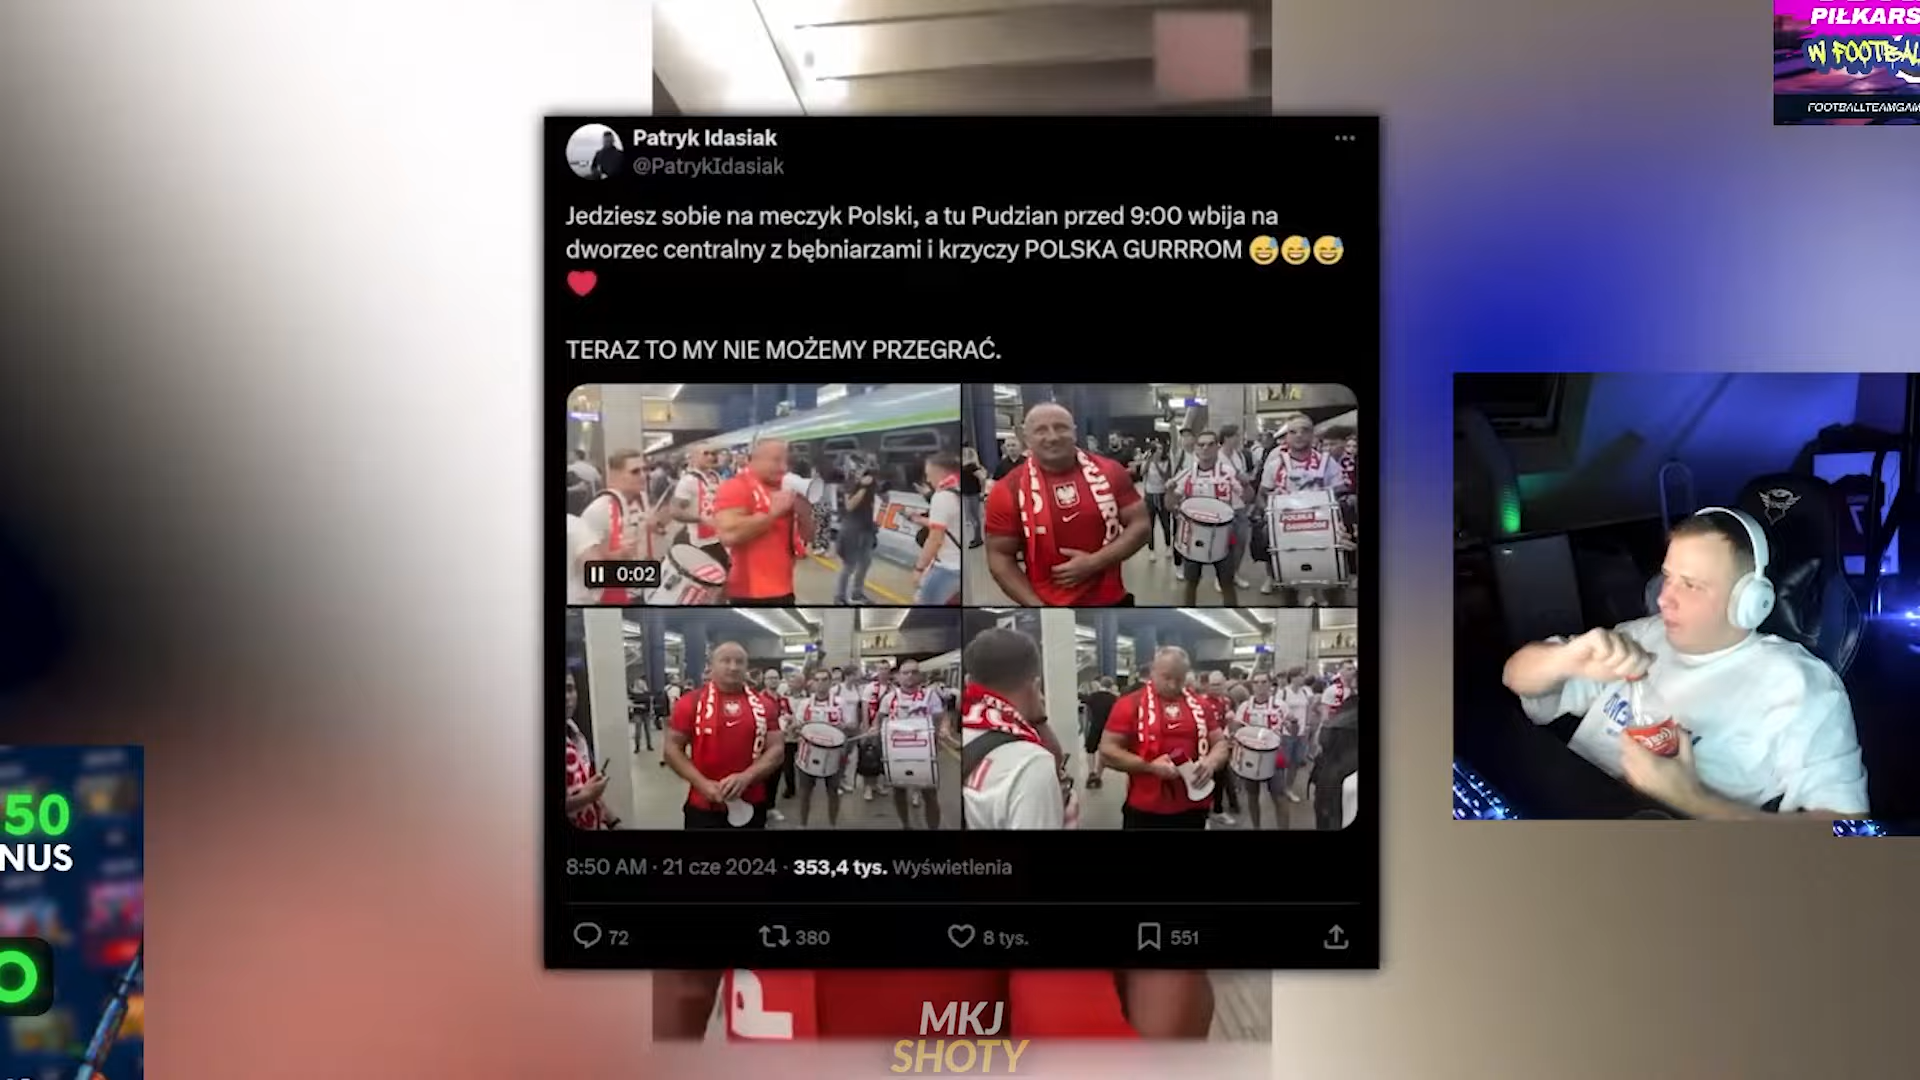 PIŁKARS
W FOOTBAL
FOOTBALLTEAMGAM
Patryk Idasiak
@PatrykIdasiak
Jedziesz sobie na meczyk Polski, a tu Pudzian przed 9:00 wbija na
dworzec centralny z bębniarzami i krzyczy POLSKA GURRROM 😅😅😅
❤️
TERAZ TO MY NIE MOŻEMY PRZEGRAĆ.
0:02
POLSKA
GURRROM
8:50 AM · 21 cze 2024 · 353,4 tys. Wyświetlenia
72 380 8 tys. 551
50
NUS
O
MKJ
SHOTY